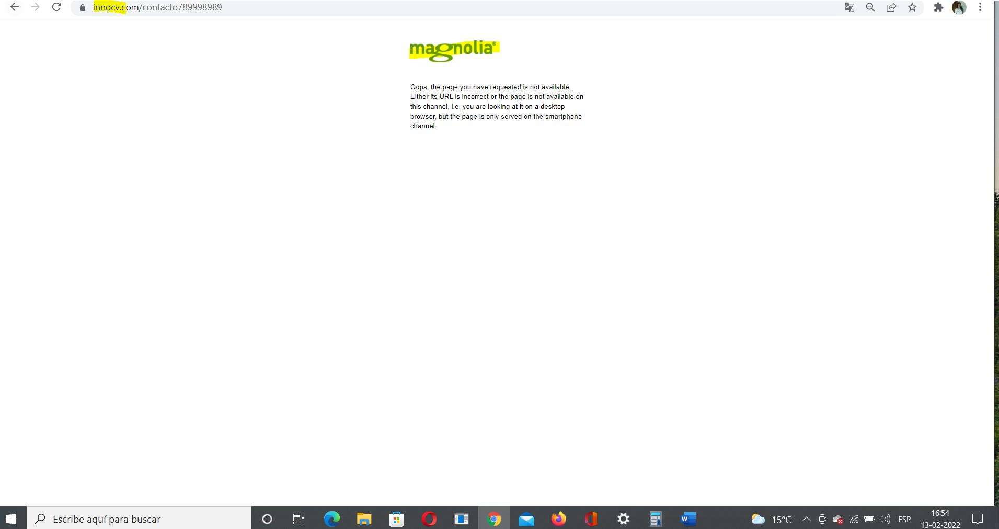 innocv.com/contacto789998989
magnolia®
Oops, the page you have requested is not available.
Either its URL is incorrect or the page is not available on
this channel, i.e. you are looking at it on a desktop
browser, but the page is only served on the smartphone
channel.
Escribe aquí para buscar
15°C
ESP
16:54
13-02-2022